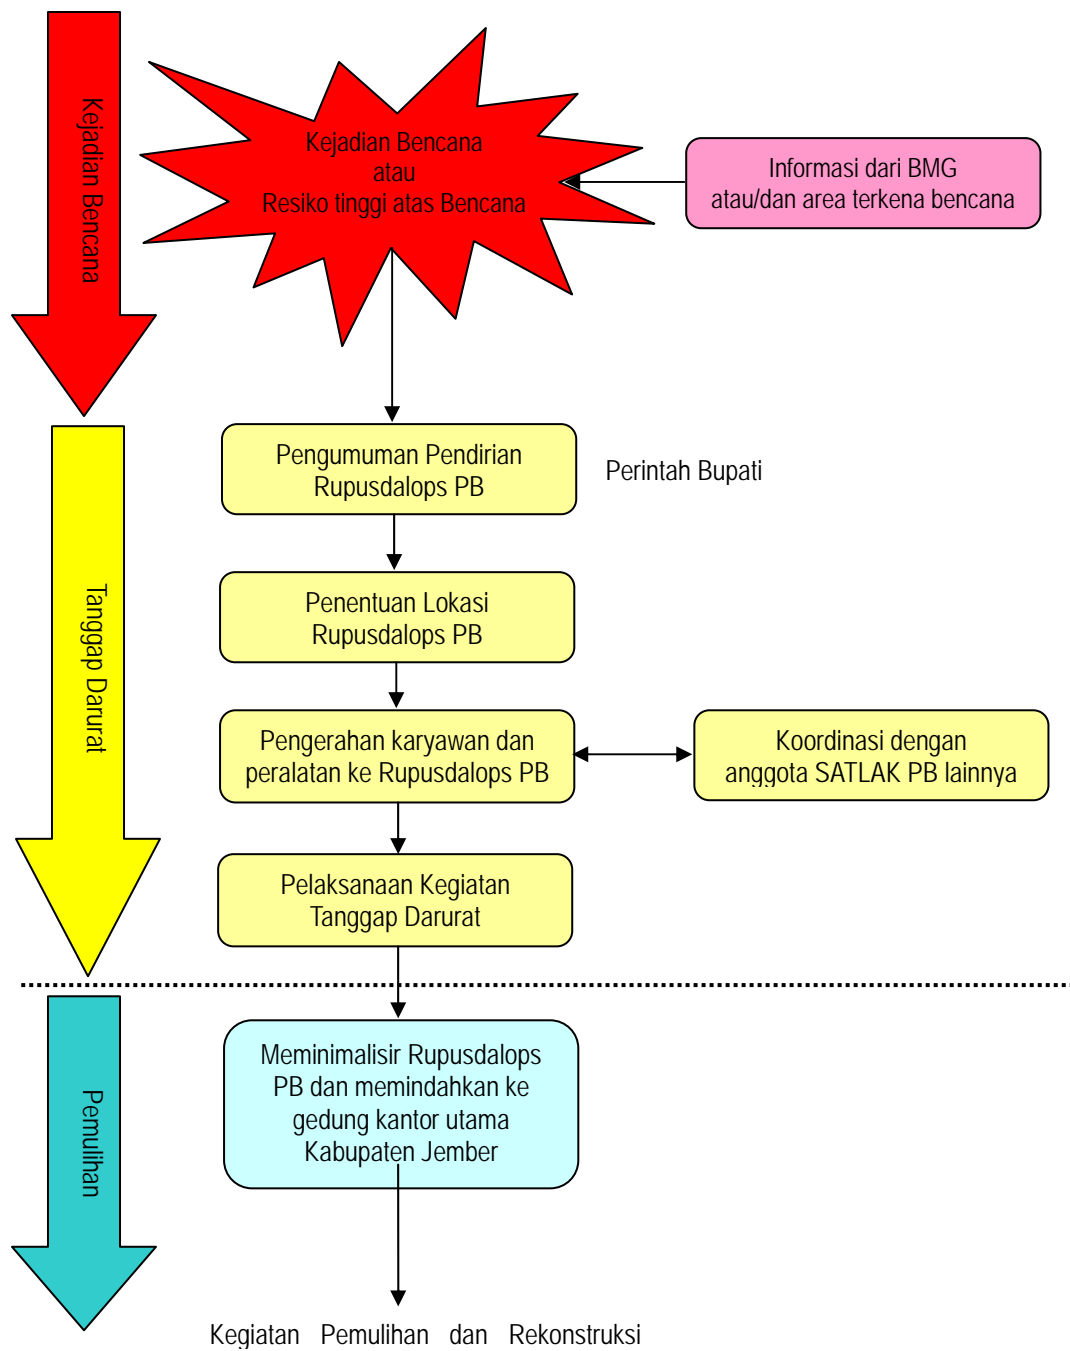 Kejadian Bencana
Kejadian Bencana
atau
Resiko tinggi atas Bencana
Informasi dari BMG
atau/dan area terkena bencana
Tanggap Darurat
Pengumuman Pendirian
Rupusdalops PB
Perintah Bupati
Penentuan Lokasi
Rupusdalops PB
Pengerahan karyawan dan
peralatan ke Rupusdalops PB
Koordinasi dengan
anggota SATLAK PB lainnya
Pelaksanaan Kegiatan
Tanggap Darurat
Pemulihan
Meminimalisir Rupusdalops
PB dan memindahkan ke
gedung kantor utama
Kabupaten Jember
Kegiatan Pemulihan dan Rekonstruksi